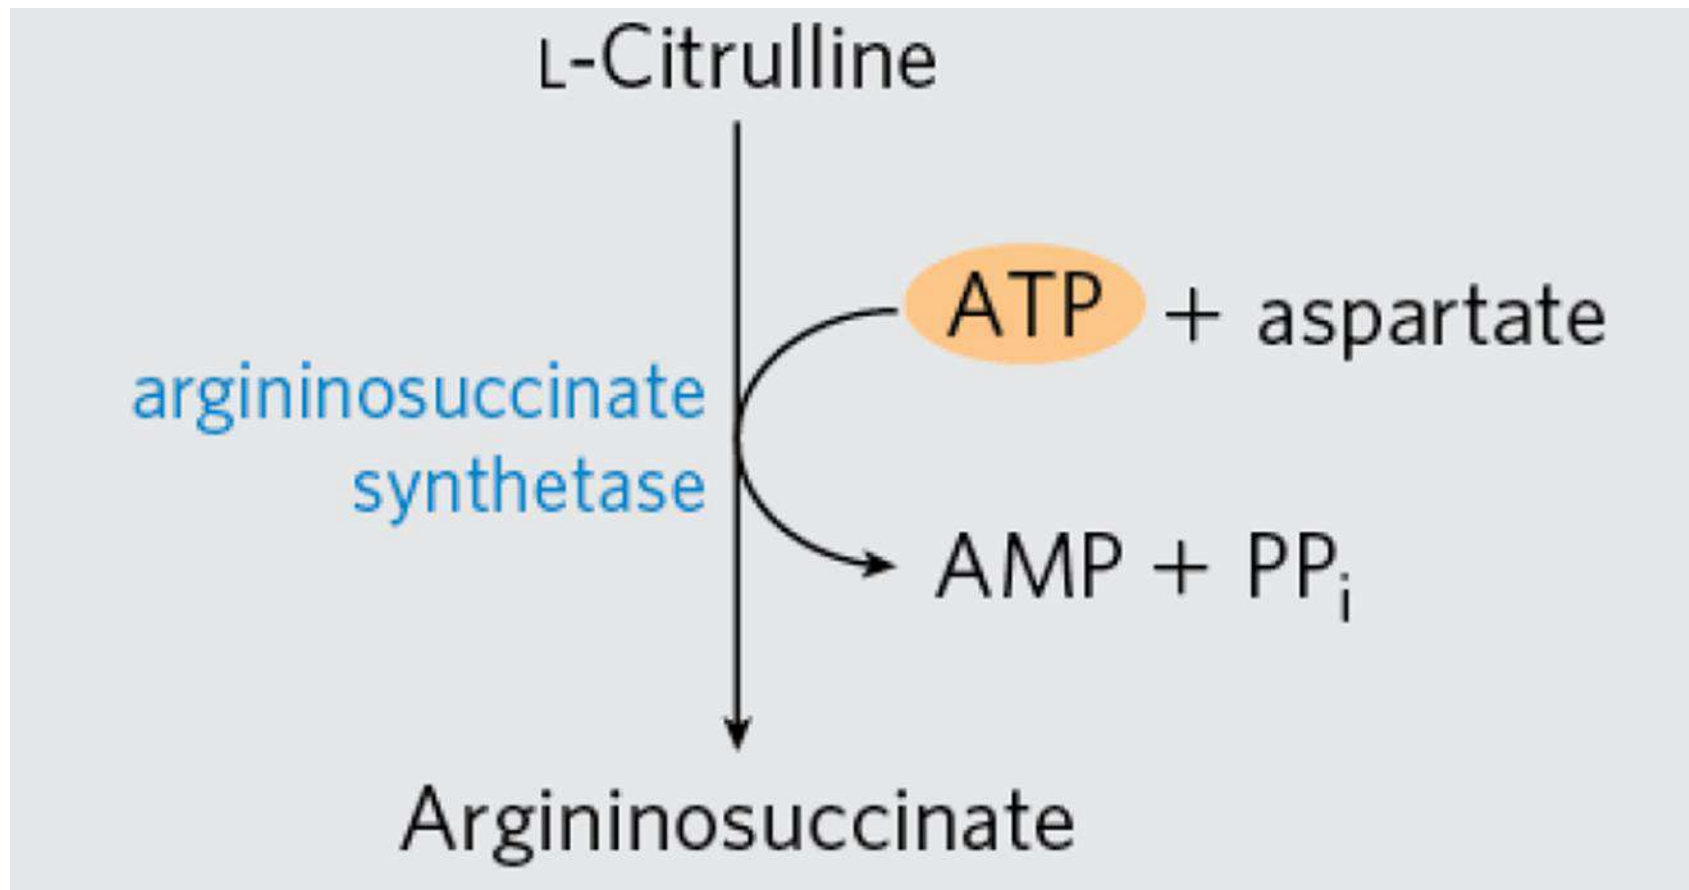 L-Citrulline
ATP + aspartate
argininosuccinate
synthetase
AMP + PPi
Argininosuccinate